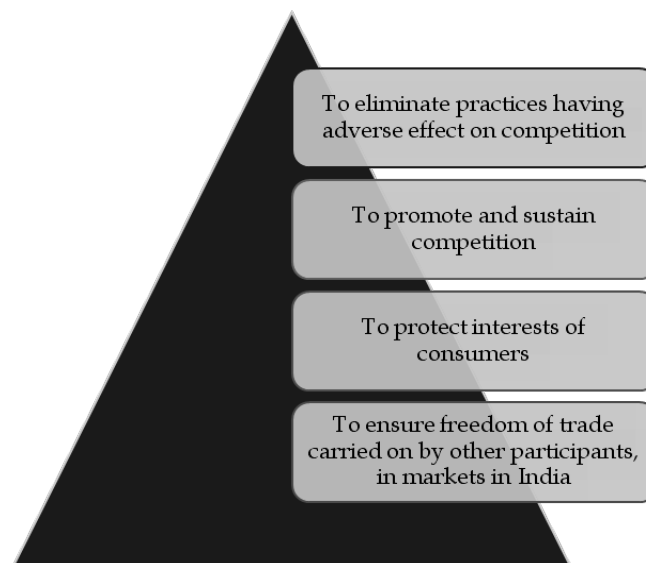 To eliminate practices having
adverse effect on competition
To promote and sustain
competition
To protect interests of
consumers
To ensure freedom of trade
carried on by other participants,
in markets in India